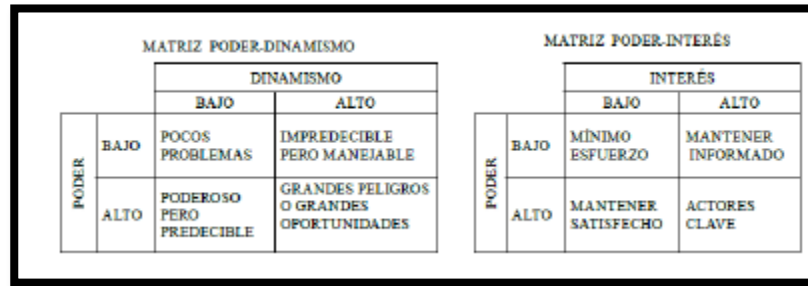 MATRIZ PODER-DINAMISMO
DINAMISMO
BAJO ALTO
PODER
BAJO
POCOS
PROBLEMAS
IMPREDECIBLE
PERO MANEJABLE
ALTO
PODEROSO
PERO
PREDECIBLE
GRANDES PELIGROS
O GRANDES
OPORTUNIDADES
MATRIZ PODER-INTERÉS
INTERÉS
BAJO ALTO
PODER
BAJO
MÍNIMO
ESFUERZO
MANTENER
INFORMADO
ALTO
MANTENER
SATISFECHO
ACTORES
CLAVE